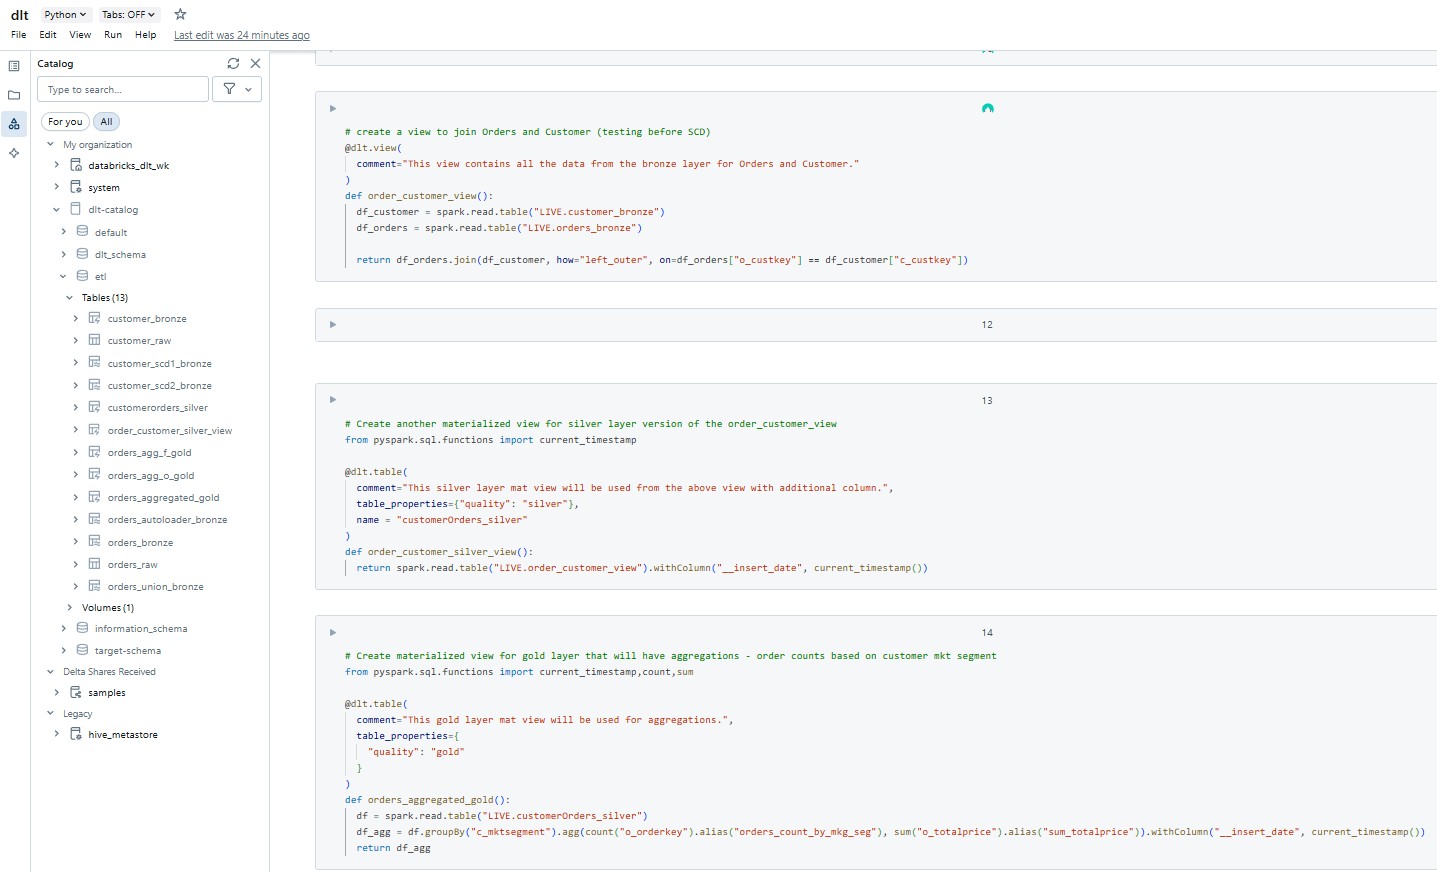 dlt Python Tabs: OFF
File Edit View Run Help Last edit was 24 minutes ago
Catalog
Type to search...
For you All
My organization
databricks_dlt_wk
system
dlt-catalog
default
dlt_schema
etl
Tables (13)
customer_bronze
customer_raw
customer_scd1_bronze
customer_scd2_bronze
customerorders_silver
order_customer_silver_view
orders_agg_f_gold
orders_agg_o_gold
orders_aggregated_gold
orders_autoloader_bronze
orders_bronze
orders_raw
orders_union_bronze
Volumes (1)
information_schema
target-schema
Delta Shares Received
samples
Legacy
hive_metastore
# create a view to join Orders and Customer (testing before SCD)
@dlt.view(
comment="This view contains all the data from the bronze layer for Orders and Customer."
)
def order_customer_view():
df_customer = spark.read.table("LIVE.customer_bronze")
df_orders = spark.read.table("LIVE.orders_bronze")
return df_orders.join(df_customer, how="left_outer", on=df_orders["o_custkey"] == df_customer["c_custkey"])
12
13
# Create another materialized view for silver layer version of the order_customer_view
from pyspark.sql.functions import current_timestamp
@dlt.table(
comment="This silver layer mat view will be used from the above view with additional column.",
table_properties={"quality": "silver"},
name = "customerOrders_silver"
)
def order_customer_silver_view():
return spark.read.table("LIVE.order_customer_view").withColumn("__insert_date", current_timestamp())
14
# Create materialized view for gold layer that will have aggregations - order counts based on customer mkt segment
from pyspark.sql.functions import current_timestamp,count,sum
@dlt.table(
comment="This gold layer mat view will be used for aggregations.",
table_properties={
"quality": "gold"
}
)
def orders_aggregated_gold():
df = spark.read.table("LIVE.customerOrders_silver")
df_agg = df.groupBy("c_mktsegment").agg(count("o_orderkey").alias("orders_count_by_mkg_seg"), sum("o_totalprice").alias("sum_totalprice")).withColumn("__insert_date", current_timestamp())
return df_agg